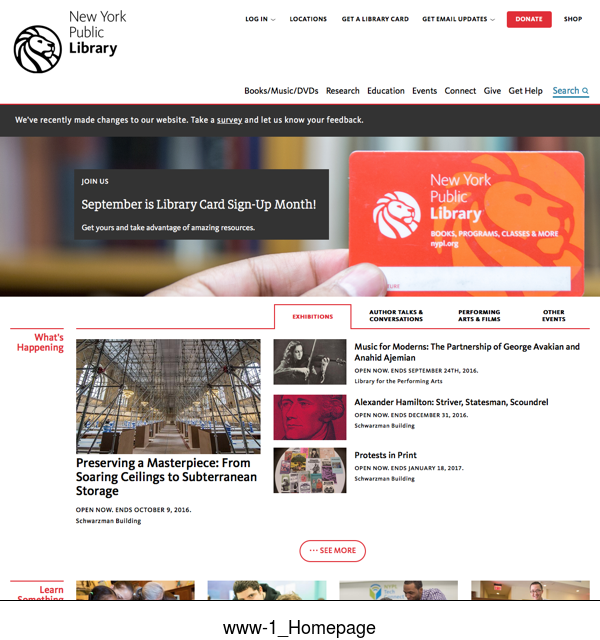 New York
Public
Library
LOG IN
LOCATIONS
GET A LIBRARY CARD
GET EMAIL UPDATES
DONATE
SHOP
Books/Music/DVDs
Research
Education
Events
Connect
Give
Get Help
Search
We've recently made changes to our website. Take a survey and let us know your feedback.
JOIN US
September is Library Card Sign-Up Month!
Get yours and take advantage of amazing resources.
New York
Public
Library
BOOKS, PROGRAMS, CLASSES & MORE
nypl.org
What's
Happening
EXHIBITIONS
AUTHOR TALKS &
CONVERSATIONS
PERFORMING
ARTS & FILMS
OTHER
EVENTS
Preserving a Masterpiece: From
Soaring Ceilings to Subterranean
Storage
OPEN NOW. ENDS OCTOBER 9, 2016.
Schwarzman Building
Music for Moderns: The Partnership of George Avakian and
Anahid Ajemian
OPEN NOW. ENDS SEPTEMBER 24TH, 2016.
Library for the Performing Arts
Alexander Hamilton: Striver, Statesman, Scoundrel
OPEN NOW. ENDS DECEMBER 31, 2016.
Schwarzman Building
Protests in Print
OPEN NOW. ENDS JANUARY 18, 2017.
Schwarzman Building
••• SEE MORE
Learn
Something
www-1_Homepage